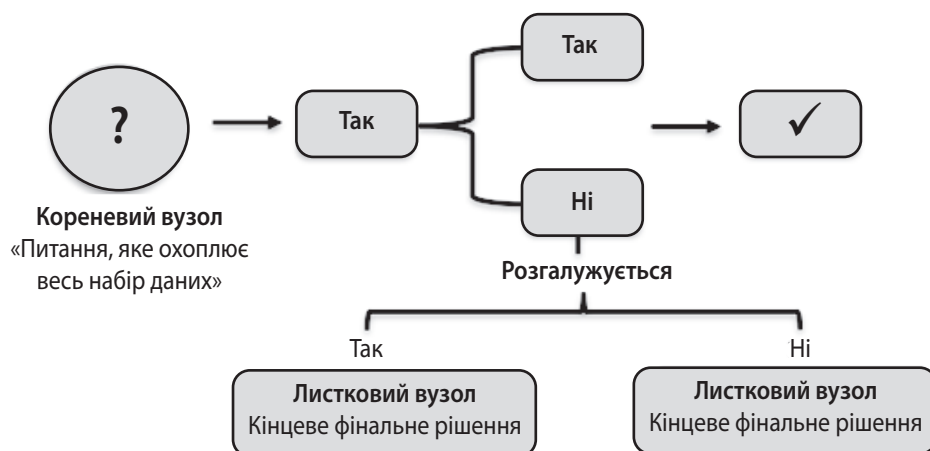 Так
?
Так
✓
Ні
Кореневий вузол
«Питання, яке охоплює
весь набір даних»
Розгалужується
Так
Ні
Листковий вузол
Кінцеве фінальне рішення
Листковий вузол
Кінцеве фінальне рішення